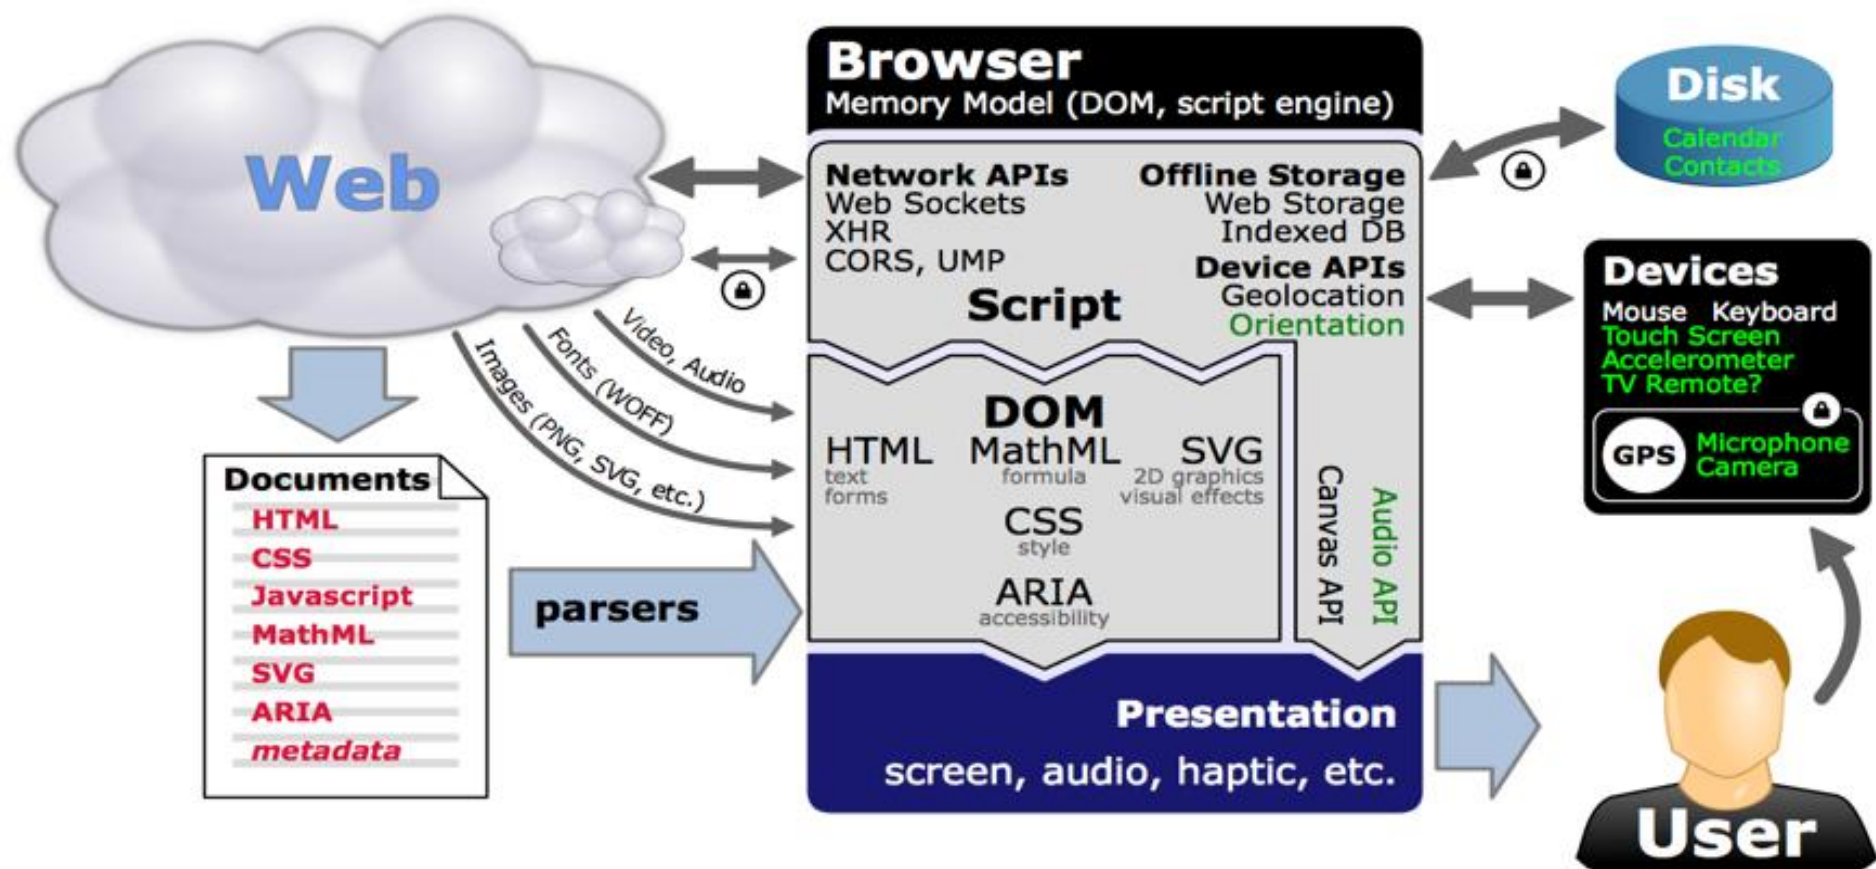 Web
Video, Audio
Fonts (WOFF)
Images (PNG, SVG, etc.)
Documents
HTML
CSS
Javascript
MathML
SVG
ARIA
metadata
parsers
Browser
Memory Model (DOM, script engine)
Network APIs
Web Sockets
XHR
CORS, UMP
Offline Storage
Web Storage
Indexed DB
Device APIs
Geolocation
Orientation
Script
DOM
HTML
text
forms
MathML
formula
SVG
2D graphics
visual effects
CSS
style
ARIA
accessibility
Canvas API
Audio API
Presentation
screen, audio, haptic, etc.
Disk
Calendar
Contacts
Devices
Mouse Keyboard
Touch Screen
Accelerometer
TV Remote?
GPS
Microphone
Camera
User